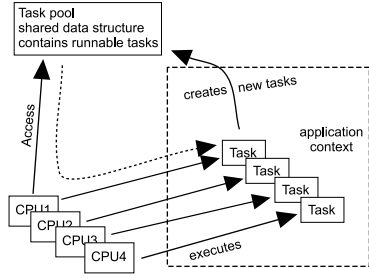 Task pool
shared data structure
contains runnable tasks
creates new tasks
Access
application
context
Task
Task
Task
Task
CPU1
CPU2
CPU3
CPU4
executes